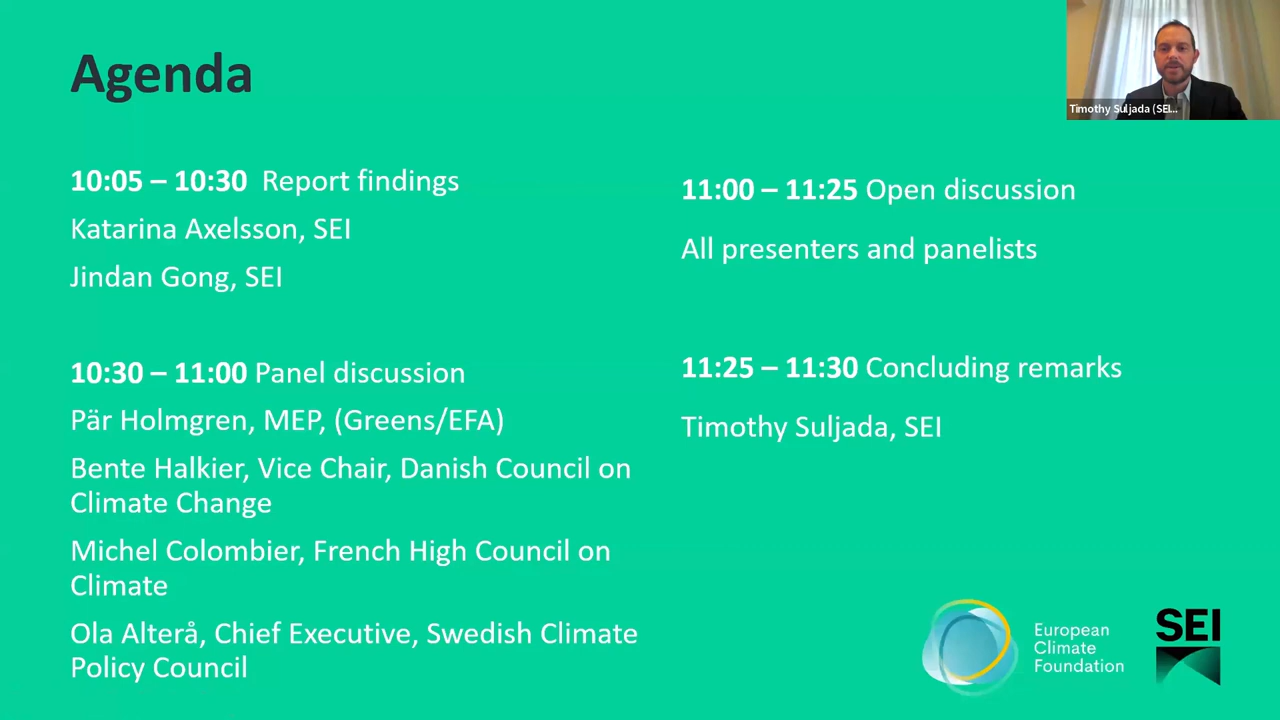 Agenda
10:05 – 10:30 Report findings
Katarina Axelsson, SEI
Jindan Gong, SEI
10:30 – 11:00 Panel discussion
Pär Holmgren, MEP, (Greens/EFA)
Bente Halkier, Vice Chair, Danish Council on
Climate Change
Michel Colombier, French High Council on
Climate
Ola Alterå, Chief Executive, Swedish Climate
Policy Council
11:00 – 11:25 Open discussion
All presenters and panelists
11:25 – 11:30 Concluding remarks
Timothy Suljada, SEI
Timothy Suljada (SEI...
European
Climate
Foundation
SEI